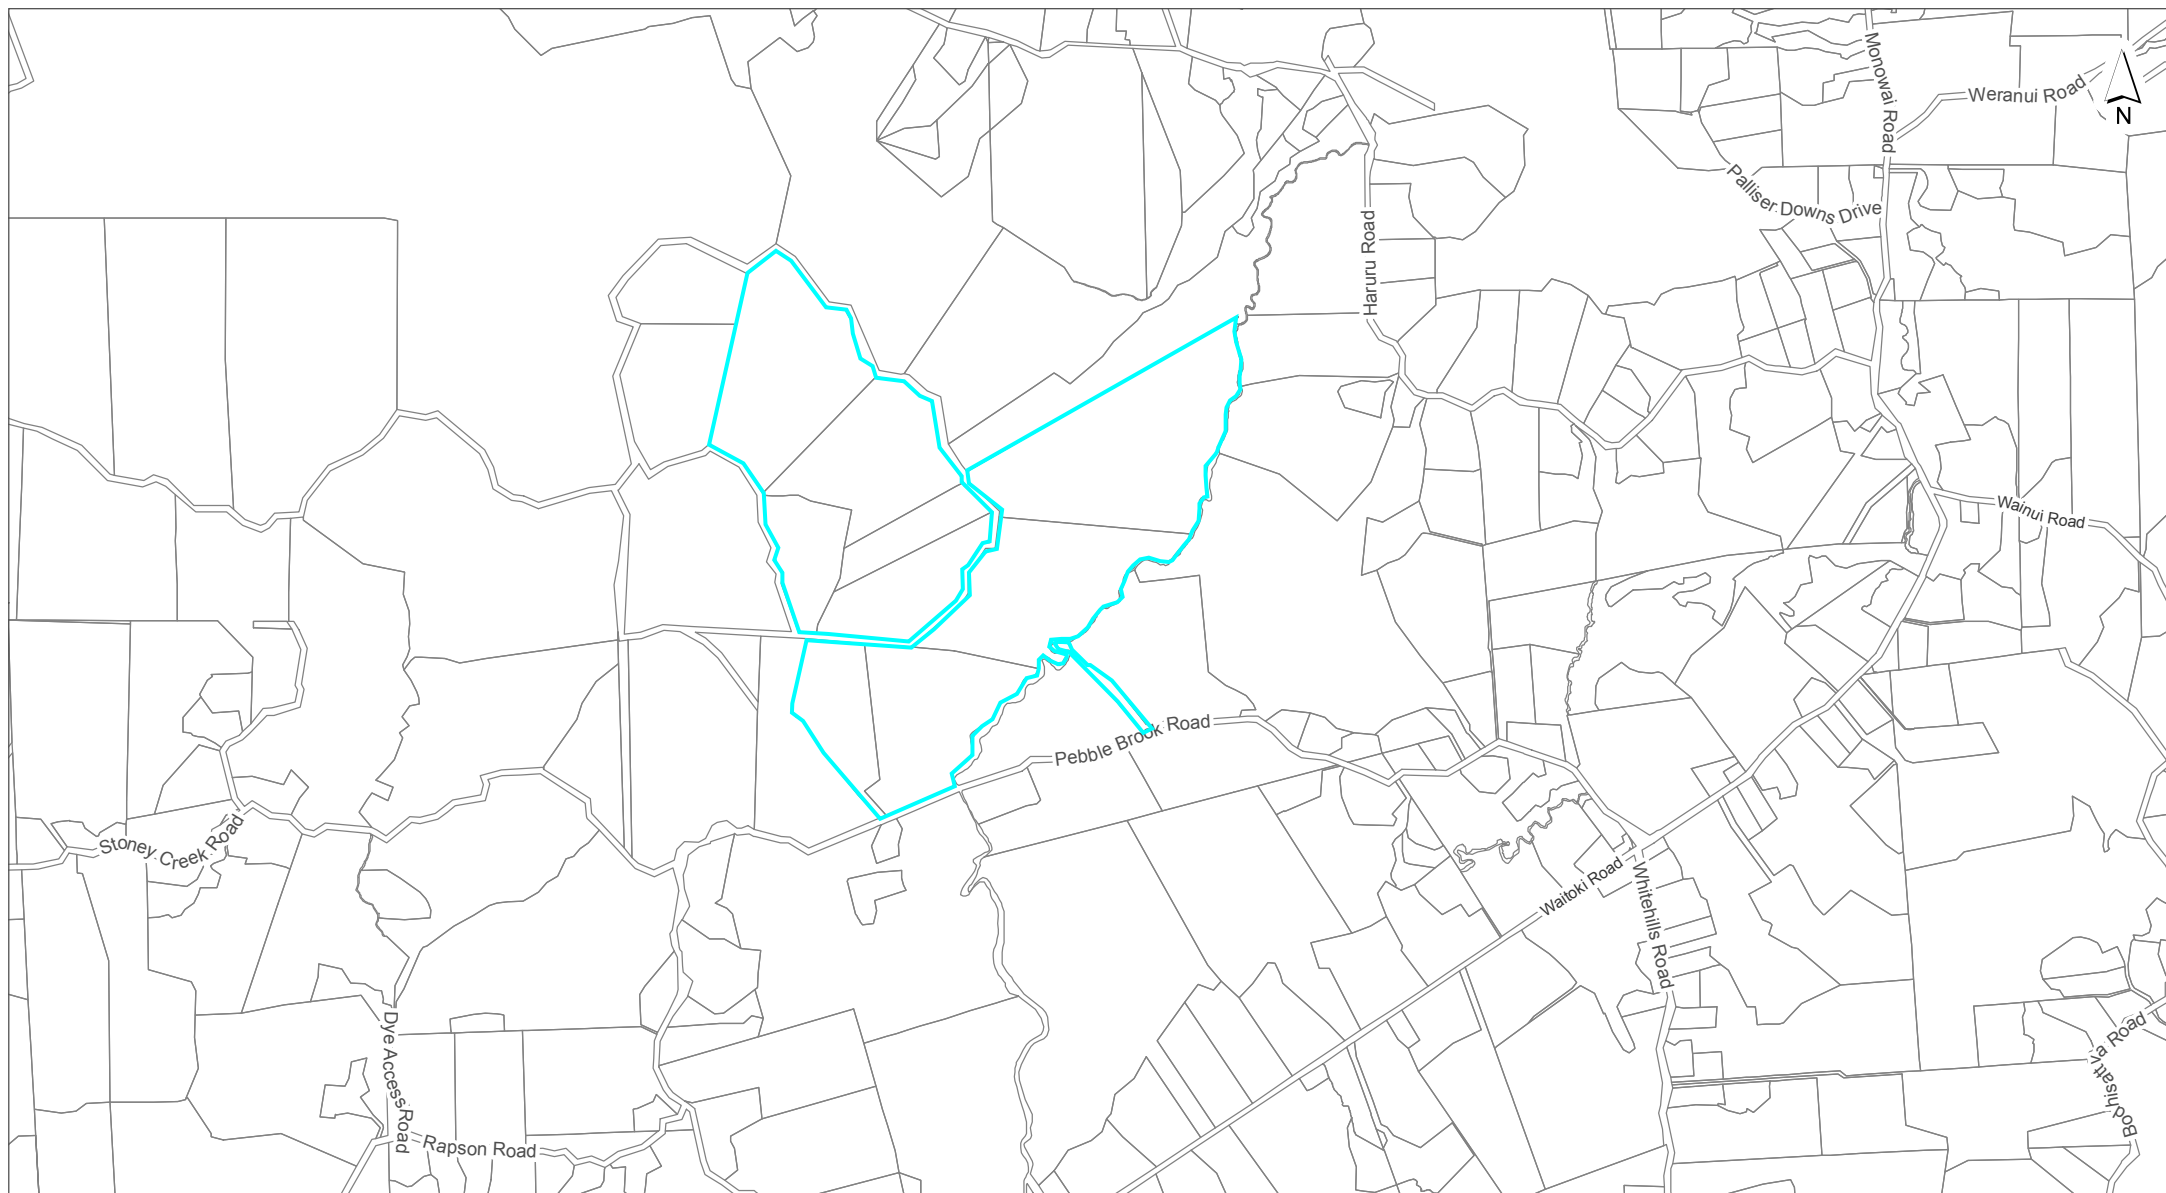 Monowai Road
Weranui Road
N
Palliser Downs Drive
Haruru Road
Wainui Road
Pebble Brook Road
Stoney Creek Road
Waitoki Road
Whitehills Road
Dye Access Road
Rapson Road
Bodhisattva Road